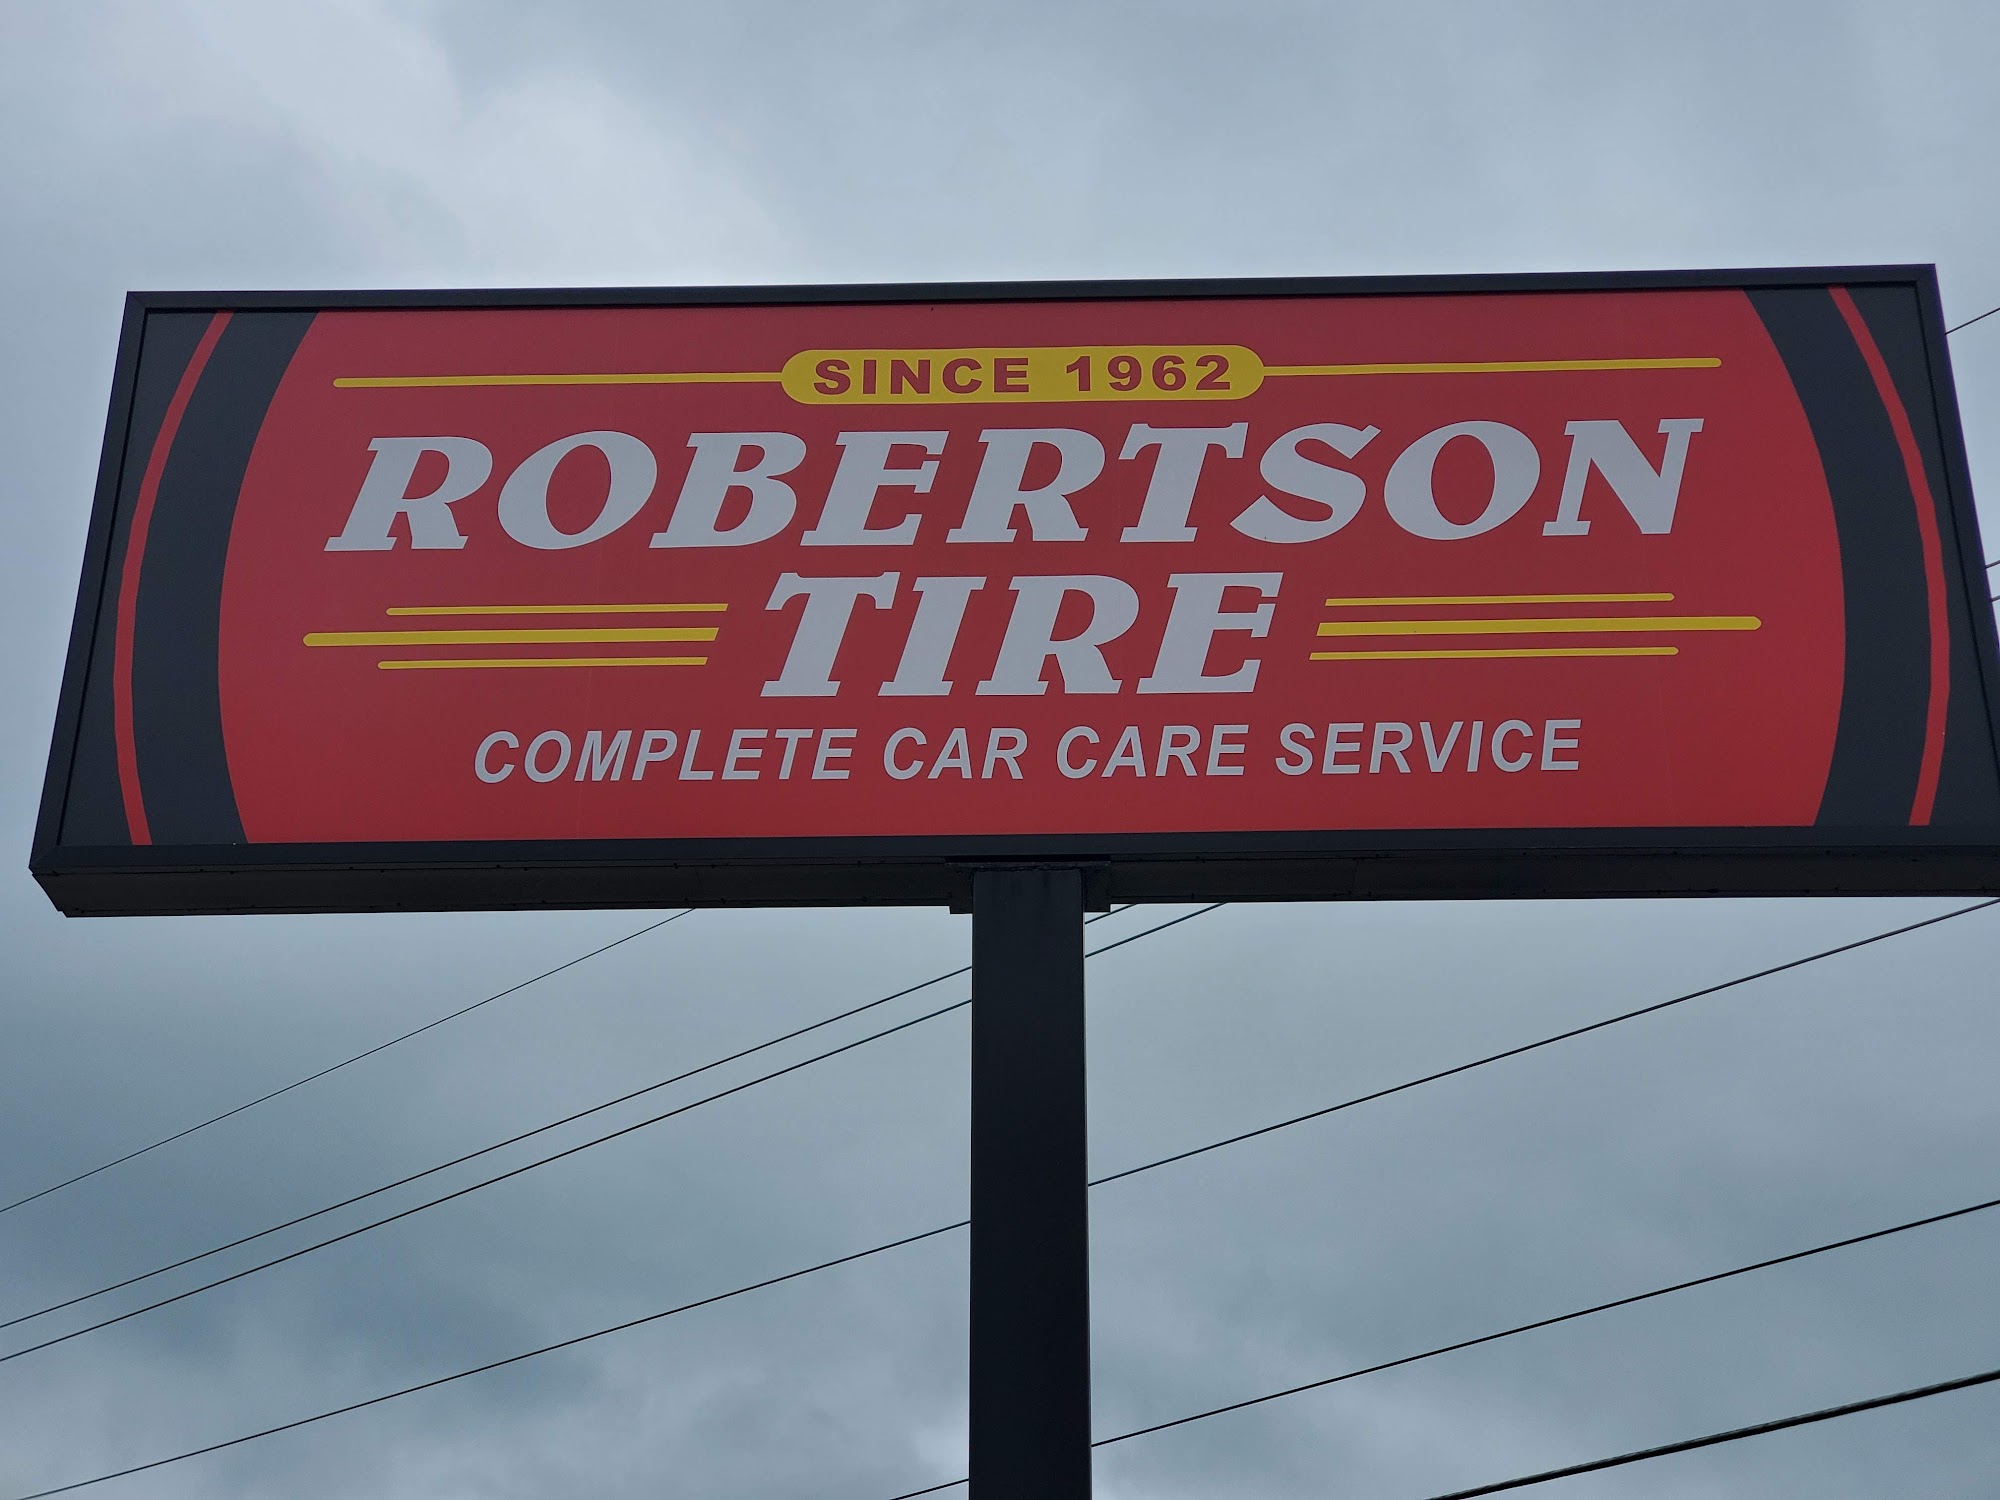 SINCE 1962
ROBERTSON
TIRE
COMPLETE CAR CARE SERVICE